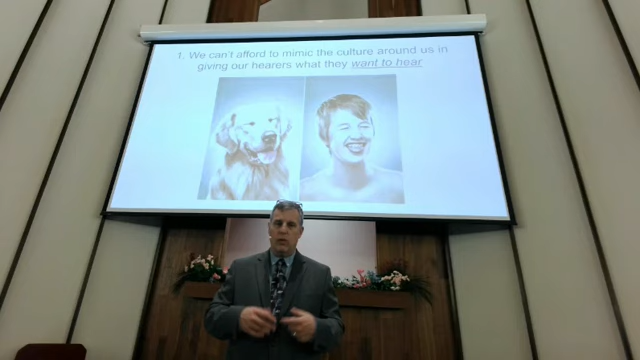 1. We can't afford to mimic the culture around us in
giving our hearers what they want to hear